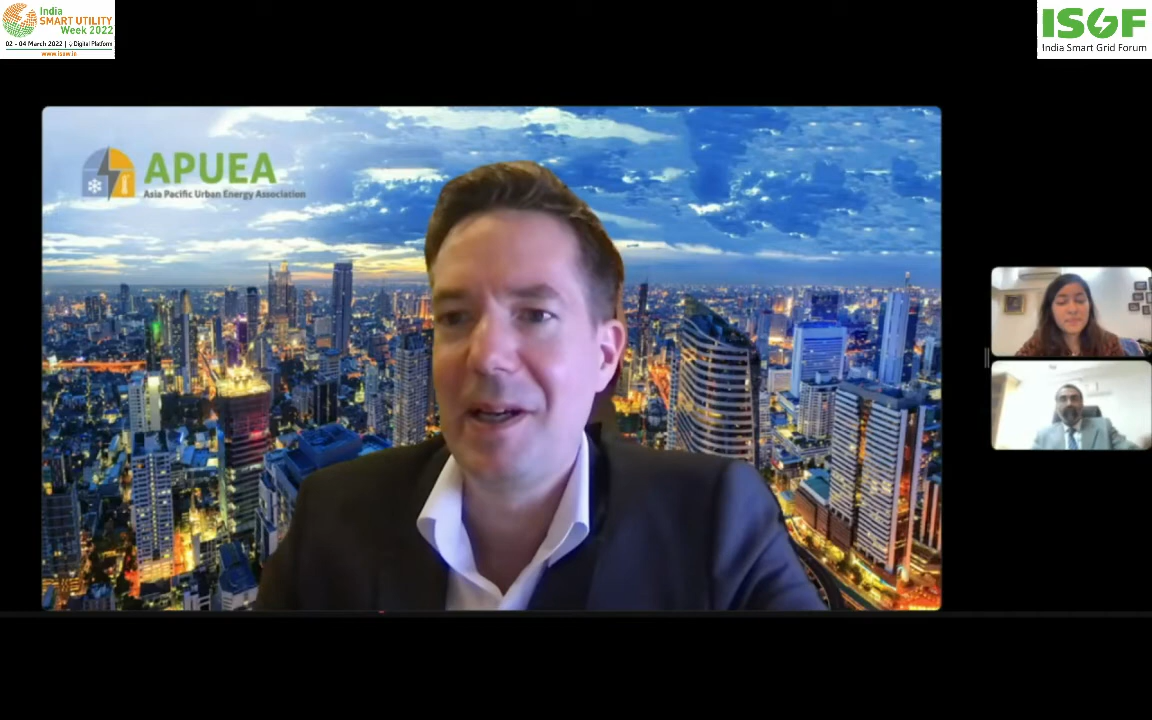 India
SMART UTILITY
Week 2022
02 - 04 March 2022 | Digital Platform
www.isuw.in
ISGF
India Smart Grid Forum
APUEA
Asia Pacific Urban Energy Association